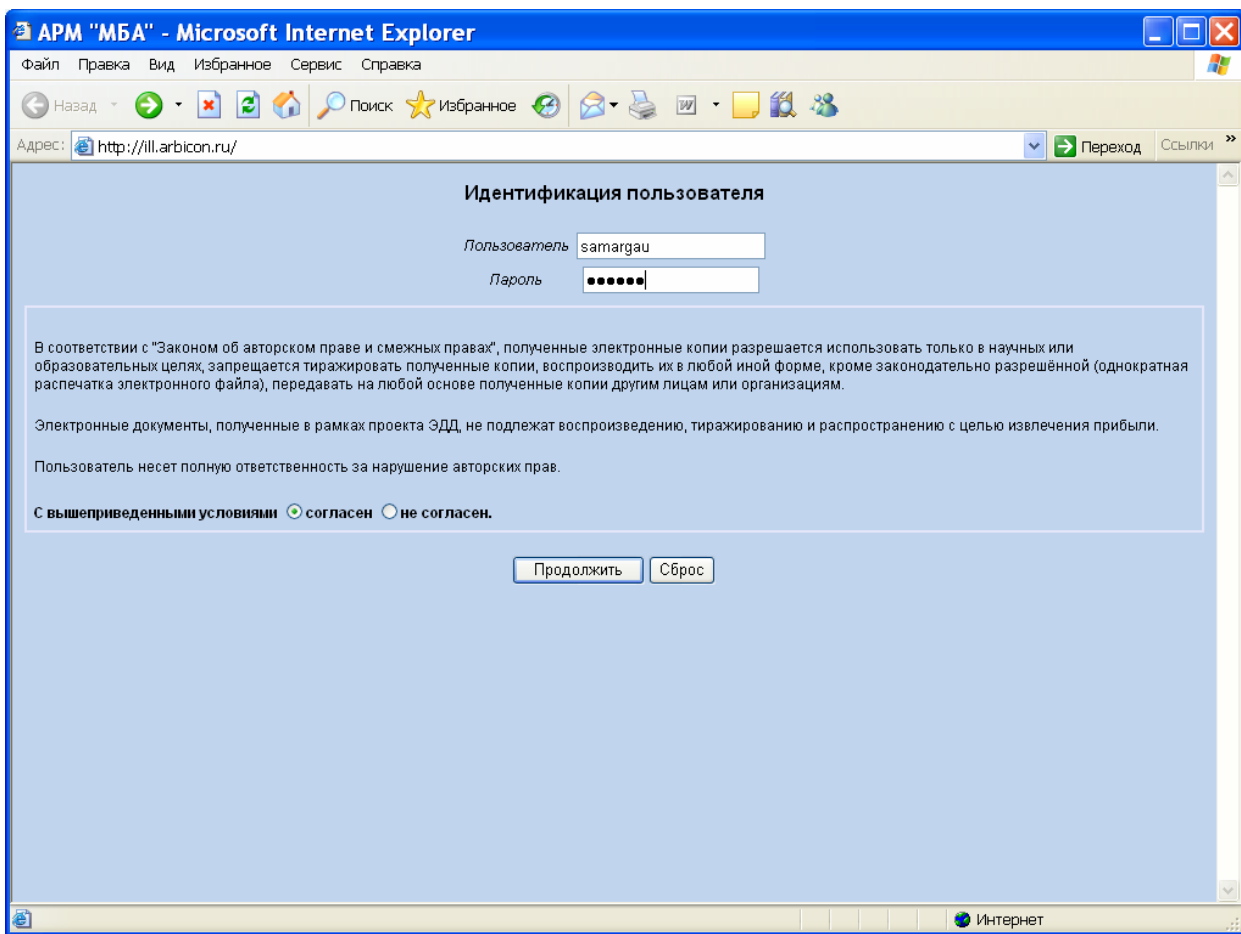 АРМ "МБА" - Microsoft Internet Explorer
Файл Правка Вид Избранное Сервис Справка
Назад Поиск Избранное
Адрес: http://ill.arbicon.ru/ Переход Ссылки »
Идентификация пользователя
Пользователь samargau
Пароль ●●●●●●
В соответствии с "Законом об авторском праве и смежных правах", полученные электронные копии разрешается использовать только в научных или
образовательных целях, запрещается тиражировать полученные копии, воспроизводить их в любой иной форме, кроме законодательно разрешённой (однократная
распечатка электронного файла), передавать на любой основе полученные копии другим лицам или организациям.
Электронные документы, полученные в рамках проекта ЭДД, не подлежат воспроизведению, тиражированию и распространению с целью извлечения прибыли.
Пользователь несет полную ответственность за нарушение авторских прав.
С вышеприведенными условиями согласен не согласен.
Продолжить Сброс
Интернет